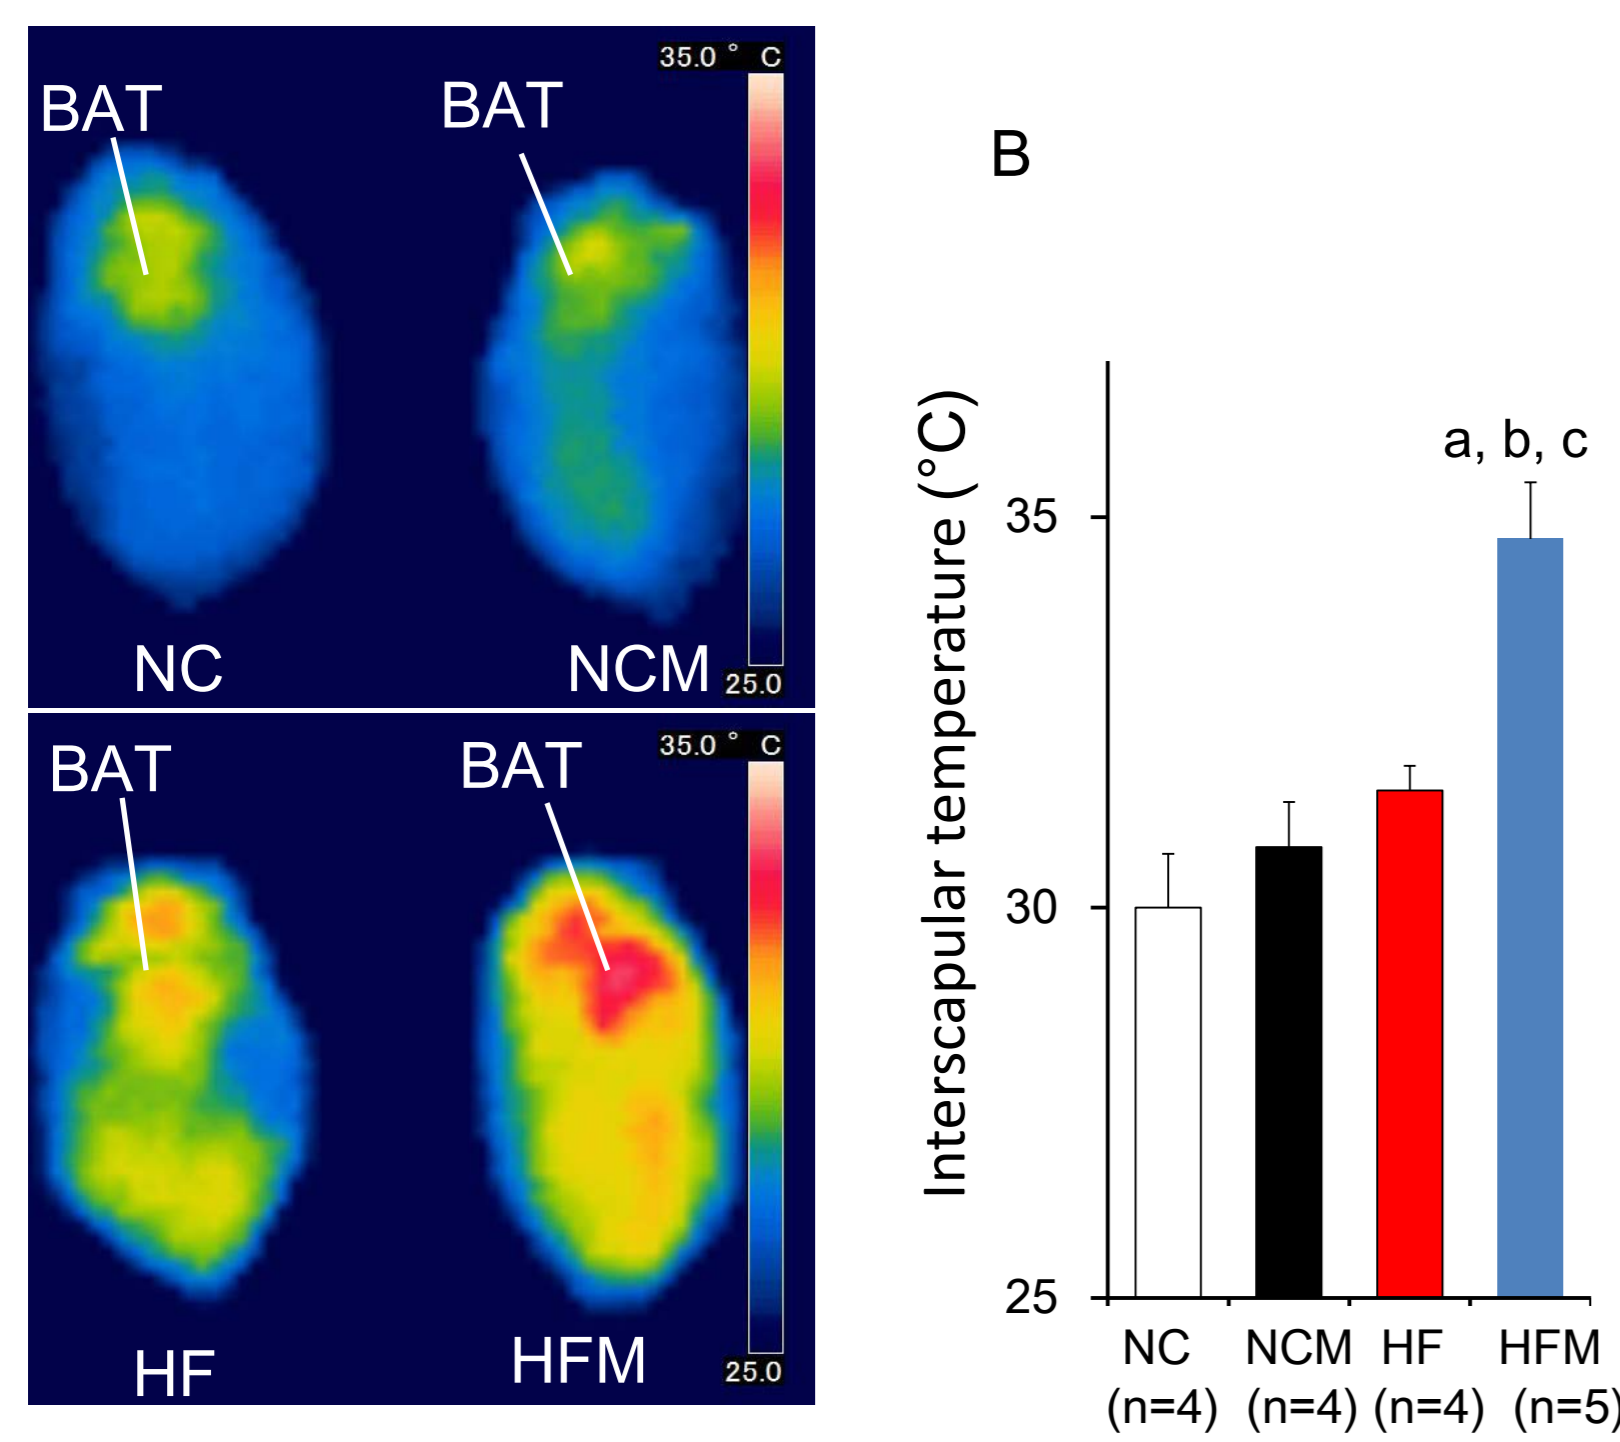 35.0 ° C
BAT
BAT
NC
NCM
25.0
35.0 ° C
BAT
BAT
HF
HFM
25.0
B
Interscapular temperature (°C)
a, b, c
35
30
25
NC NCM HF HFM
(n=4) (n=4) (n=4) (n=5)